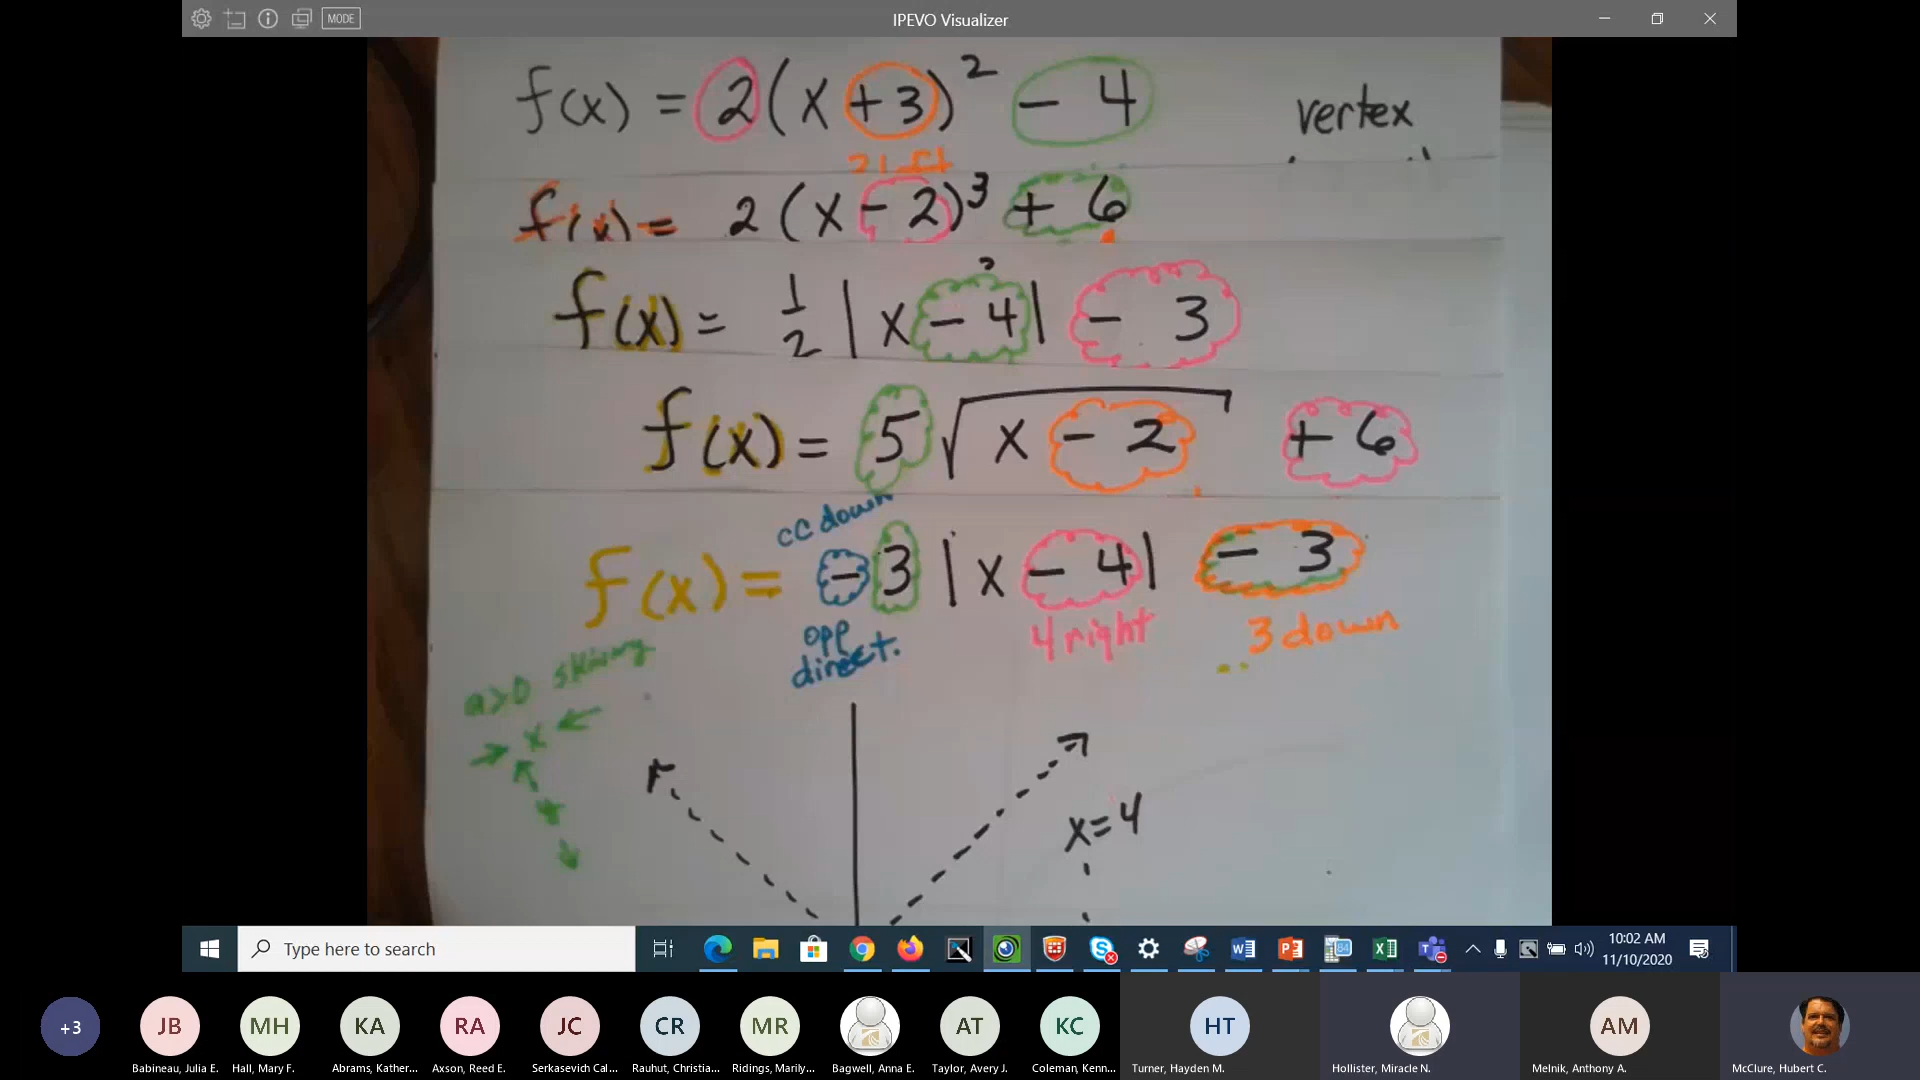 MODE
IPEVO Visualizer
f(x) = 2(x + 3)² - 4 vertex
f(x) = 2(x - 2)³ + 6
f(x) = 1/2 |x - 4| - 3
f(x) = 5√x - 2 + 6
cc down
f(x) = -3|x - 4| - 3
opp direct.
4 right
3 down
a>0 skinny
x
x=4
Type here to search
10:02 AM
11/10/2020
+3
JB
MH
KA
RA
JC
CR
MR
AT
KC
HT
AM
Babineau, Julia E.
Hall, Mary F.
Abrams, Kather...
Axson, Reed E.
Serkasevich Cal...
Rauhut, Christia...
Ridings, Marily...
Bagwell, Anna E.
Taylor, Avery J.
Coleman, Kenn...
Turner, Hayden M.
Hollister, Miracle N.
Melnik, Anthony A.
McClure, Hubert C.